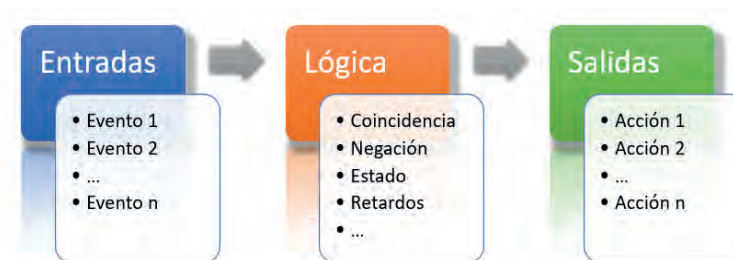 Entradas
• Evento 1
• Evento 2
• ...
• Evento n
Lógica
• Coincidencia
• Negación
• Estado
• Retardos
• ...
Salidas
• Acción 1
• Acción 2
• ...
• Acción n